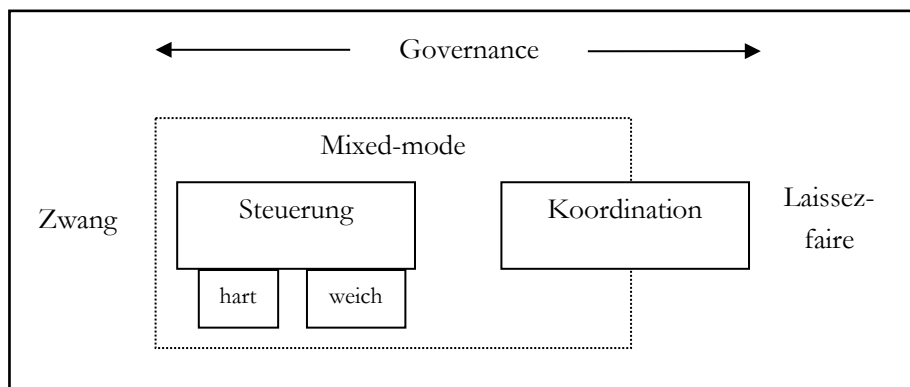 Governance
Mixed-mode
Zwang
Steuerung
Koordination
Laissez-
faire
hart
weich